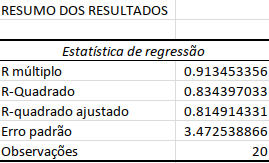 RESUMO DOS RESULTADOS
Estatística de regressão
R múltiplo 0.913453356
R-Quadrado 0.834397033
R-quadrado ajustado 0.814914331
Erro padrão 3.472538866
Observações 20